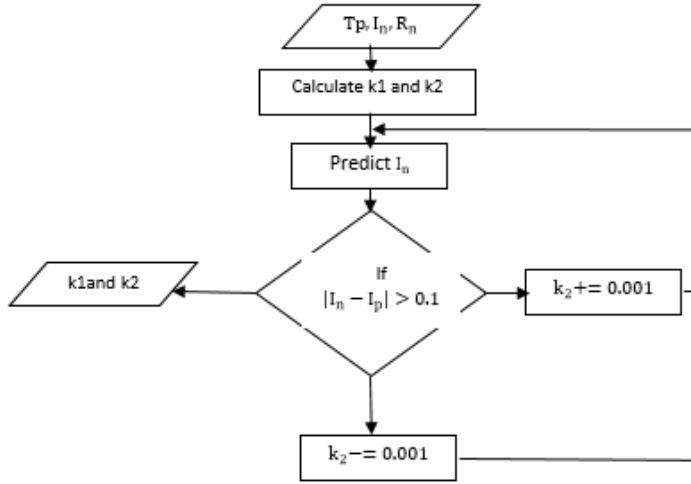 Tp, Iₙ, Rₙ
Calculate k1 and k2
Predict Iₙ
If
|Iₙ − Iₚ| > 0.1
k1and k2
k₂+= 0.001
k₂−= 0.001